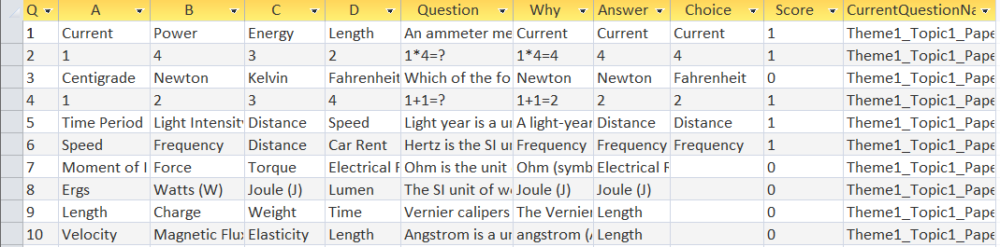 Q A B C D Question Why Answer Choice Score CurrentQuestionNa
1 Current Power Energy Length An ammeter me Current Current Current 1 Theme1_Topic1_Pape
2 1 4 3 2 1*4=? 1*4=4 4 4 1 Theme1_Topic1_Pape
3 Centigrade Newton Kelvin Fahrenheit Which of the fo Newton Newton Fahrenheit 0 Theme1_Topic1_Pape
4 1 2 3 4 1+1=? 1+1=2 2 2 1 Theme1_Topic1_Pape
5 Time Period Light Intensit Distance Speed Light year is a un A light-year Distance Distance 1 Theme1_Topic1_Pape
6 Speed Frequency Distance Car Rent Hertz is the SI un Frequency Frequency Frequency 1 Theme1_Topic1_Pape
7 Moment of I Force Torque Electrical R Ohm is the unit Ohm (symb Electrical R 0 Theme1_Topic1_Pape
8 Ergs Watts (W) Joule (J) Lumen The SI unit of wo Joule (J) Joule (J) 0 Theme1_Topic1_Pape
9 Length Charge Weight Time Vernier calipers The Vernier Length 0 Theme1_Topic1_Pape
10 Velocity Magnetic Flux Elasticity Length Angstrom is a un angstrom (Å Length 0 Theme1_Topic1_Pape